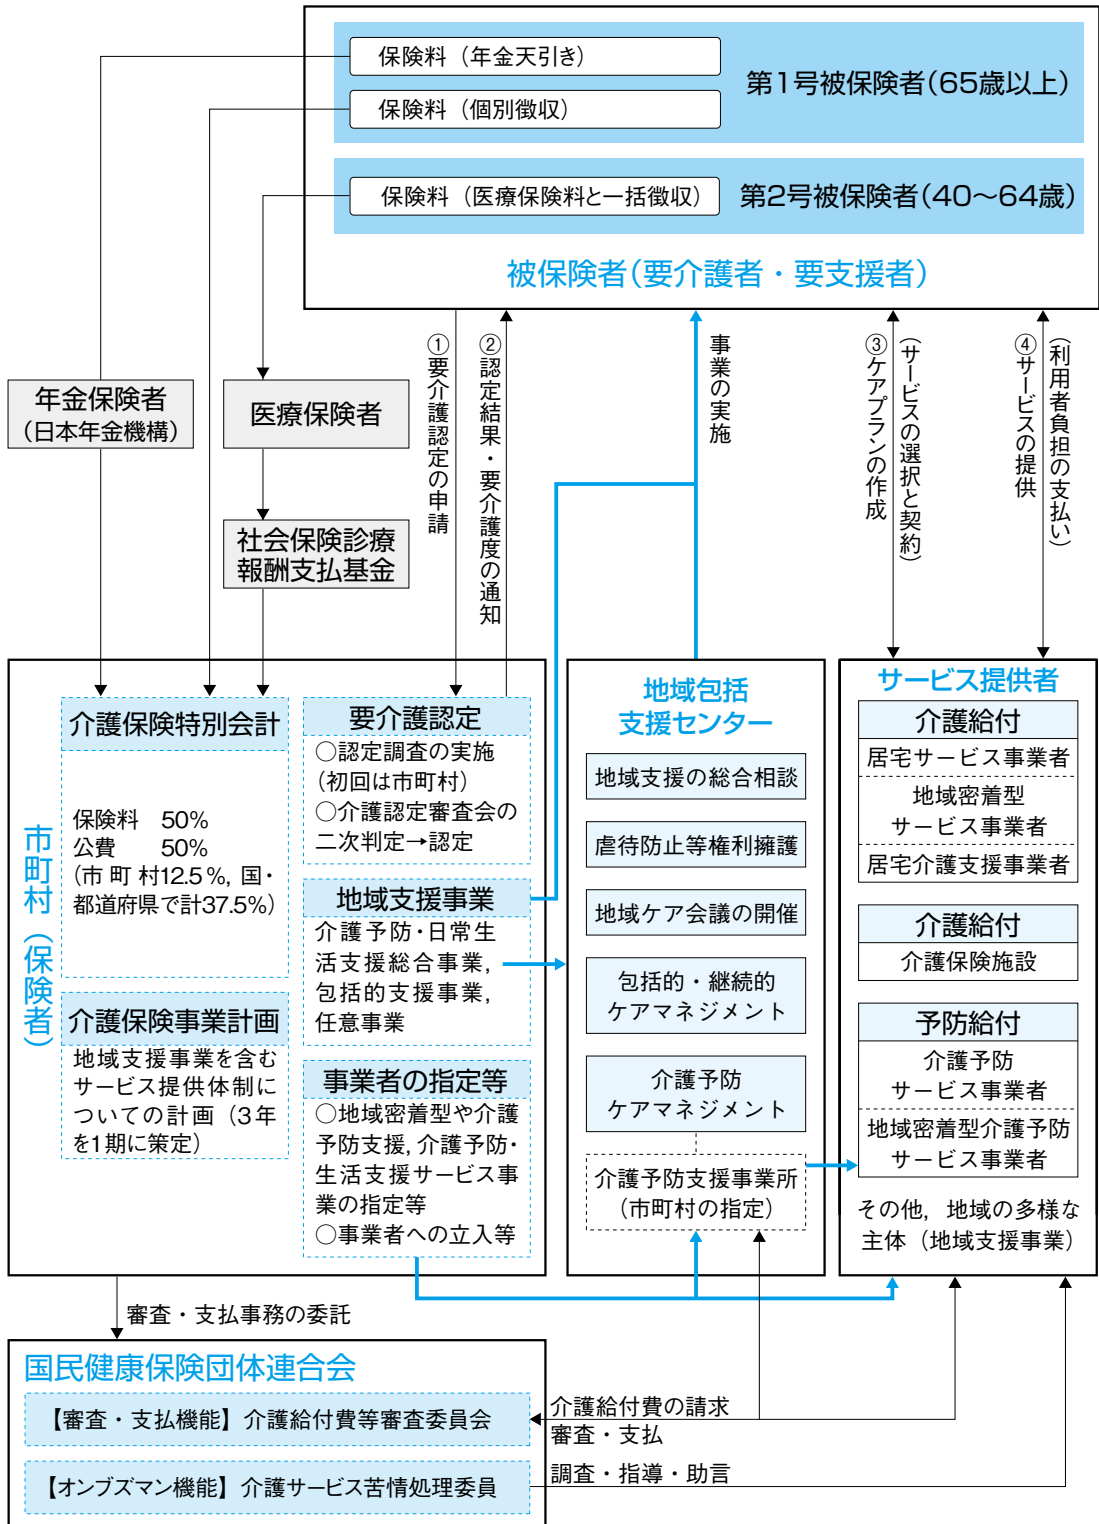 保険料（年金天引き）
保険料（個別徴収）
第1号被保険者（65歳以上）
保険料（医療保険料と一括徴収）
第2号被保険者（40～64歳）
被保険者（要介護者・要支援者）
年金保険者
（日本年金機構）
医療保険者
社会保険診療
報酬支払基金
①要介護認定の申請
②認定結果・要介護度の通知
事業の実施
（サービスの選択と契約）
③ケアプランの作成
（利用者負担の支払い）
④サービスの提供
市町村（保険者）
介護保険特別会計
保険料　50%
公費　50%
（市町村12.5%，国・
都道府県で計37.5%）
介護保険事業計画
地域支援事業を含む
サービス提供体制に
ついての計画（3年
を1期に策定）
要介護認定
○認定調査の実施
（初回は市町村）
○介護認定審査会の
二次判定→認定
地域支援事業
介護予防・日常生
活支援総合事業，
包括的支援事業，
任意事業
事業者の指定等
○地域密着型や介護
予防支援，介護予防・
生活支援サービス事
業の指定等
○事業者への立入等
地域包括
支援センター
地域支援の総合相談
虐待防止等権利擁護
地域ケア会議の開催
包括的・継続的
ケアマネジメント
介護予防
ケアマネジメント
介護予防支援事業所
（市町村の指定）
サービス提供者
介護給付
居宅サービス事業者
地域密着型
サービス事業者
居宅介護支援事業者
介護給付
介護保険施設
予防給付
介護予防
サービス事業者
地域密着型介護予防
サービス事業者
その他，地域の多様な
主体（地域支援事業）
審査・支払事務の委託
国民健康保険団体連合会
【審査・支払機能】介護給付費等審査委員会
【オンブズマン機能】介護サービス苦情処理委員
介護給付費の請求
審査・支払
調査・指導・助言